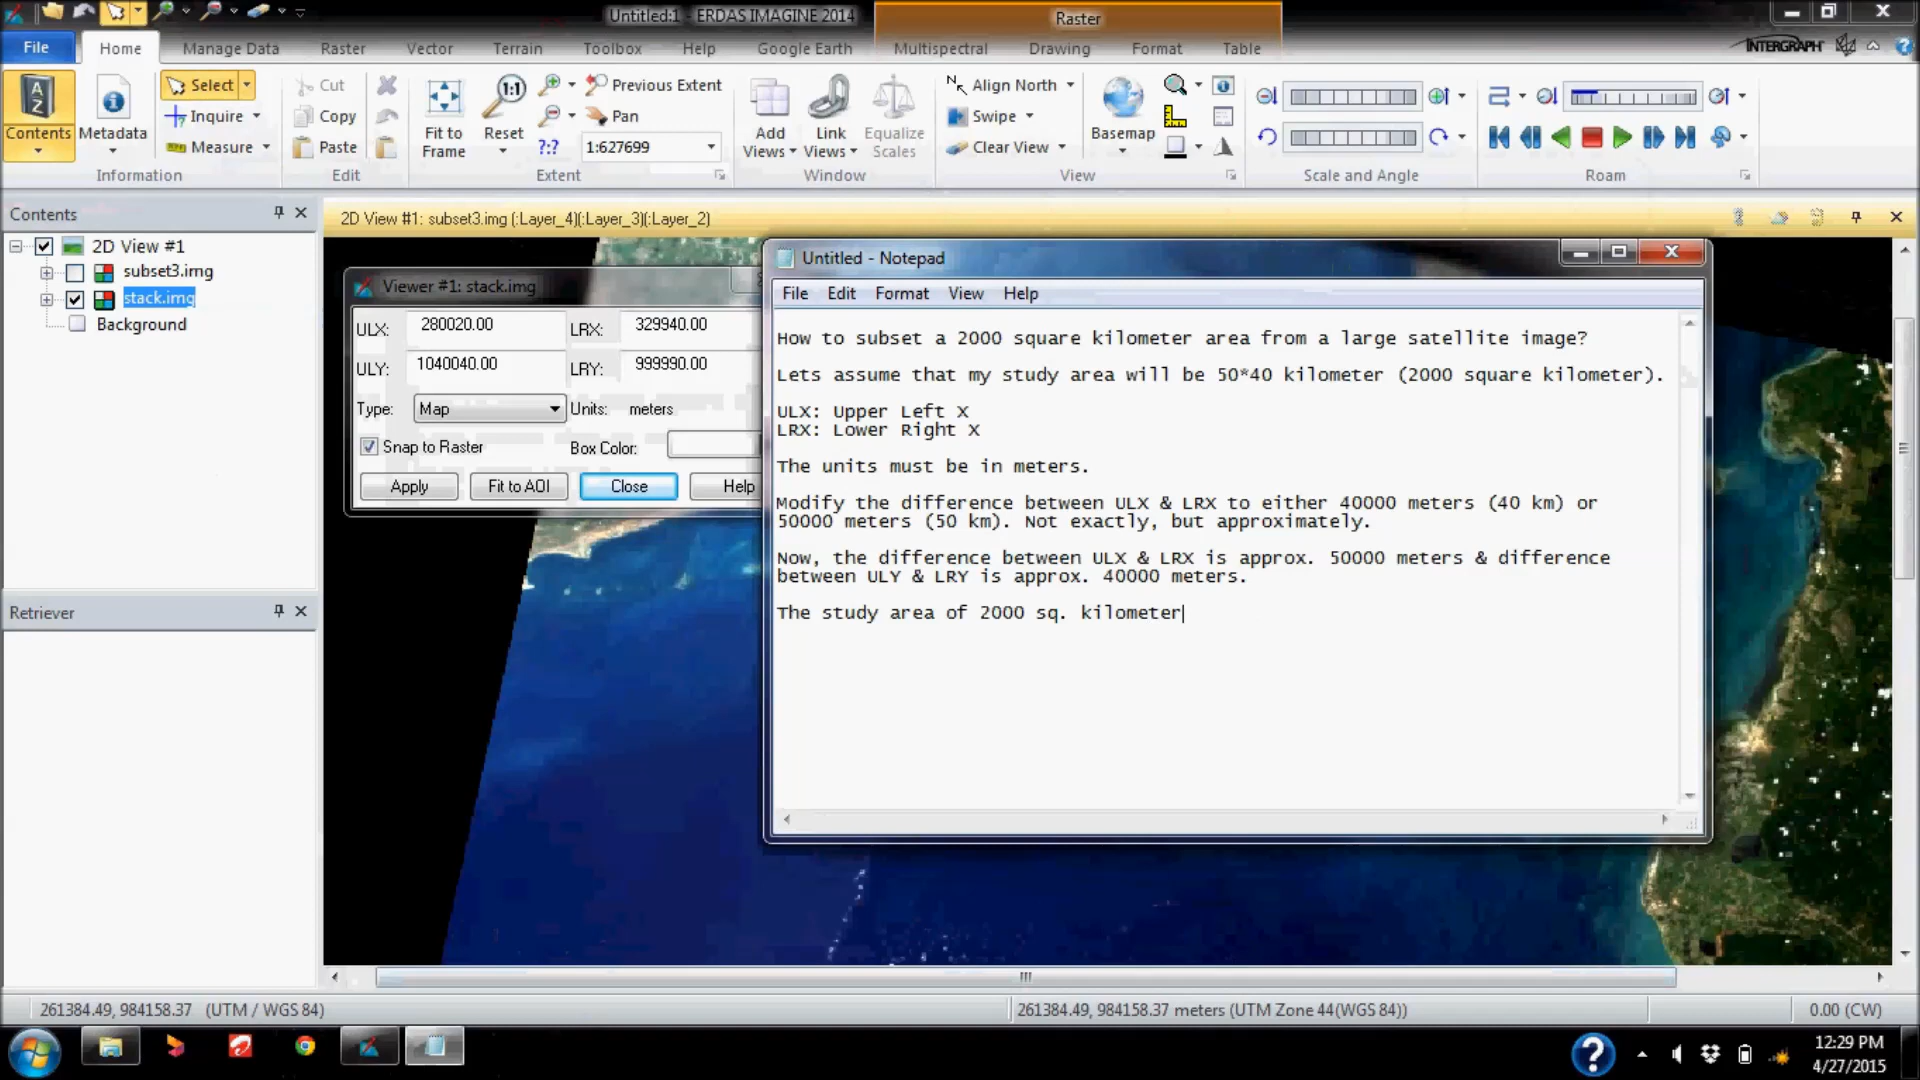 Untitled:1 - ERDAS IMAGINE 2014
Raster
File
Home
Manage Data
Raster
Vector
Terrain
Toolbox
Help
Google Earth
Multispectral
Drawing
Format
Table
INTERGRAPH
A
Z
Contents
Metadata
Select
Inquire
Measure
Information
Cut
Copy
Paste
Edit
Fit to
Frame
1:1
Reset
?:?
Previous Extent
Pan
1:627699
Extent
Add
Views
Link
Views
Equalize
Scales
Window
N
Align North
Swipe
Clear View
Basemap
View
Scale and Angle
Roam
Contents
2D View #1
subset3.img
stack.img
Background
Retriever
2D View #1: subset3.img (:Layer_4)(:Layer_3)(:Layer_2)
Viewer #1: stack.img
ULX: 280020.00 LRX: 329940.00
ULY: 1040040.00 LRY: 999990.00
Type: Map Units: meters
Snap to Raster Box Color:
Apply Fit to AOI Close Help
Untitled - Notepad
File Edit Format View Help
How to subset a 2000 square kilometer area from a large satellite image?
Lets assume that my study area will be 50*40 kilometer (2000 square kilometer).
ULX: Upper Left X
LRX: Lower Right X
The units must be in meters.
Modify the difference between ULX & LRX to either 40000 meters (40 km) or
50000 meters (50 km). Not exactly, but approximately.
Now, the difference between ULX & LRX is approx. 50000 meters & difference
between ULY & LRY is approx. 40000 meters.
The study area of 2000 sq. kilometer
261384.49, 984158.37 (UTM / WGS 84)
261384.49, 984158.37 meters (UTM Zone 44(WGS 84))
0.00 (CW)
12:29 PM
4/27/2015